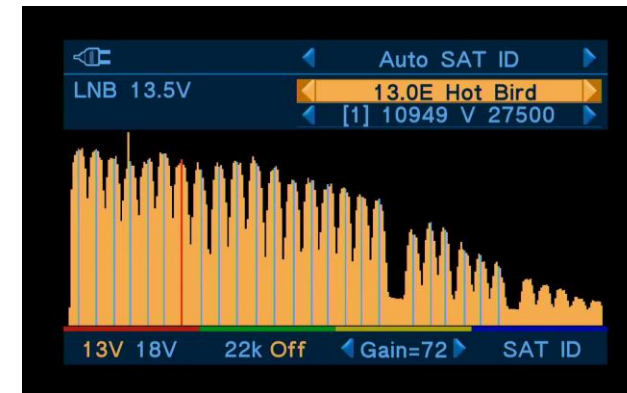 Auto SAT ID
LNB 13.5V
13.0E Hot Bird
[1] 10949 V 27500
13V 18V 22k Off Gain=72 SAT ID